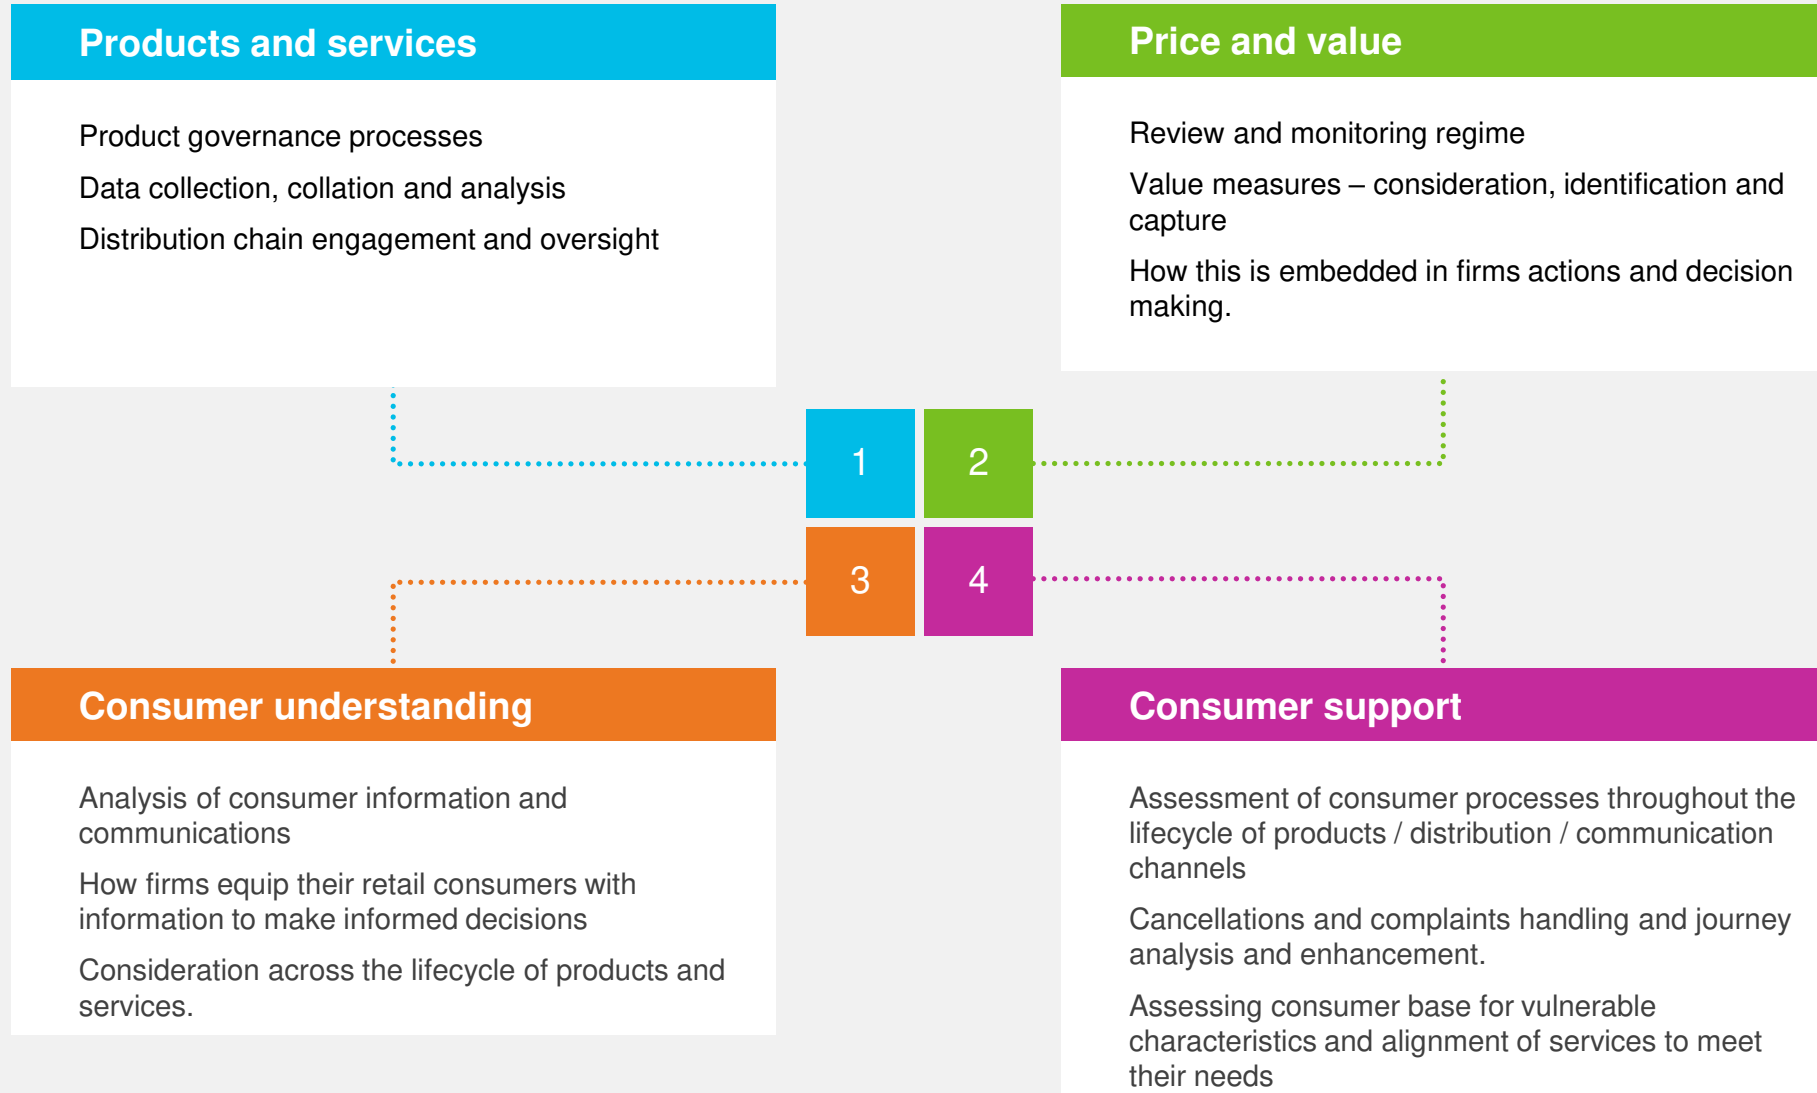 Products and services
Product governance processes
Data collection, collation and analysis
Distribution chain engagement and oversight
Price and value
Review and monitoring regime
Value measures – consideration, identification and
capture
How this is embedded in firms actions and decision
making.
1
2
3
4
Consumer understanding
Analysis of consumer information and
communications
How firms equip their retail consumers with
information to make informed decisions
Consideration across the lifecycle of products and
services.
Consumer support
Assessment of consumer processes throughout the
lifecycle of products / distribution / communication
channels
Cancellations and complaints handling and journey
analysis and enhancement.
Assessing consumer base for vulnerable
characteristics and alignment of services to meet
their needs